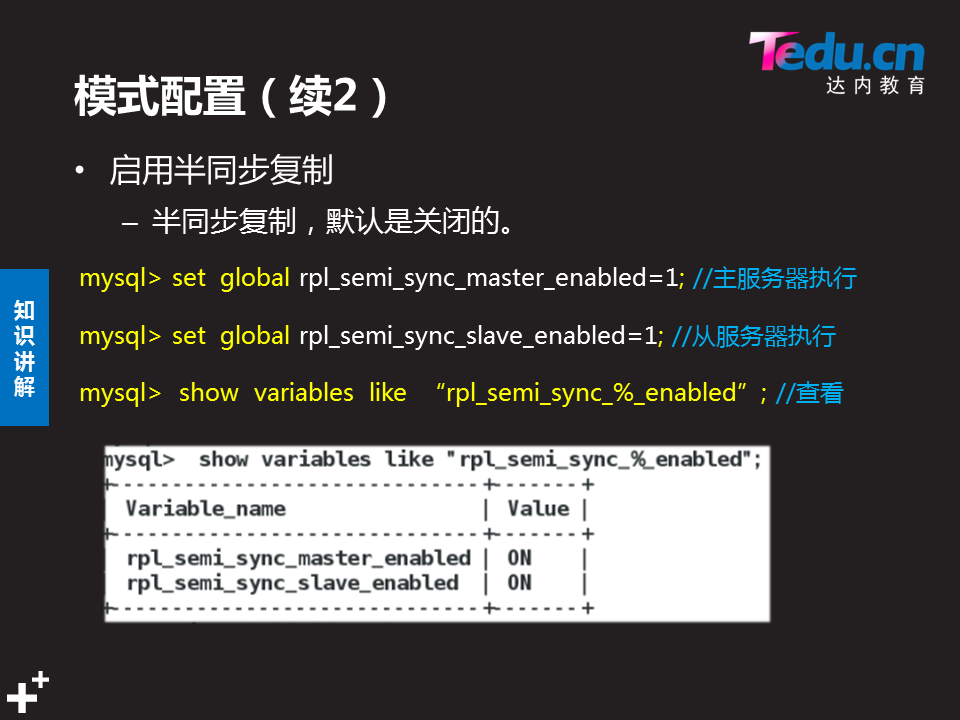 Tedu.cn
达内教育
模式配置（续2）
• 启用半同步复制
– 半同步复制，默认是关闭的。
mysql> set global rpl_semi_sync_master_enabled=1; //主服务器执行
mysql> set global rpl_semi_sync_slave_enabled=1; //从服务器执行
mysql> show variables like “rpl_semi_sync_%_enabled”; //查看
知识讲解
mysql> show variables like "rpl_semi_sync_%_enabled";
+------------------------------+-------+
| Variable_name                | Value |
+------------------------------+-------+
| rpl_semi_sync_master_enabled | ON    |
| rpl_semi_sync_slave_enabled  | ON    |
+------------------------------+-------+